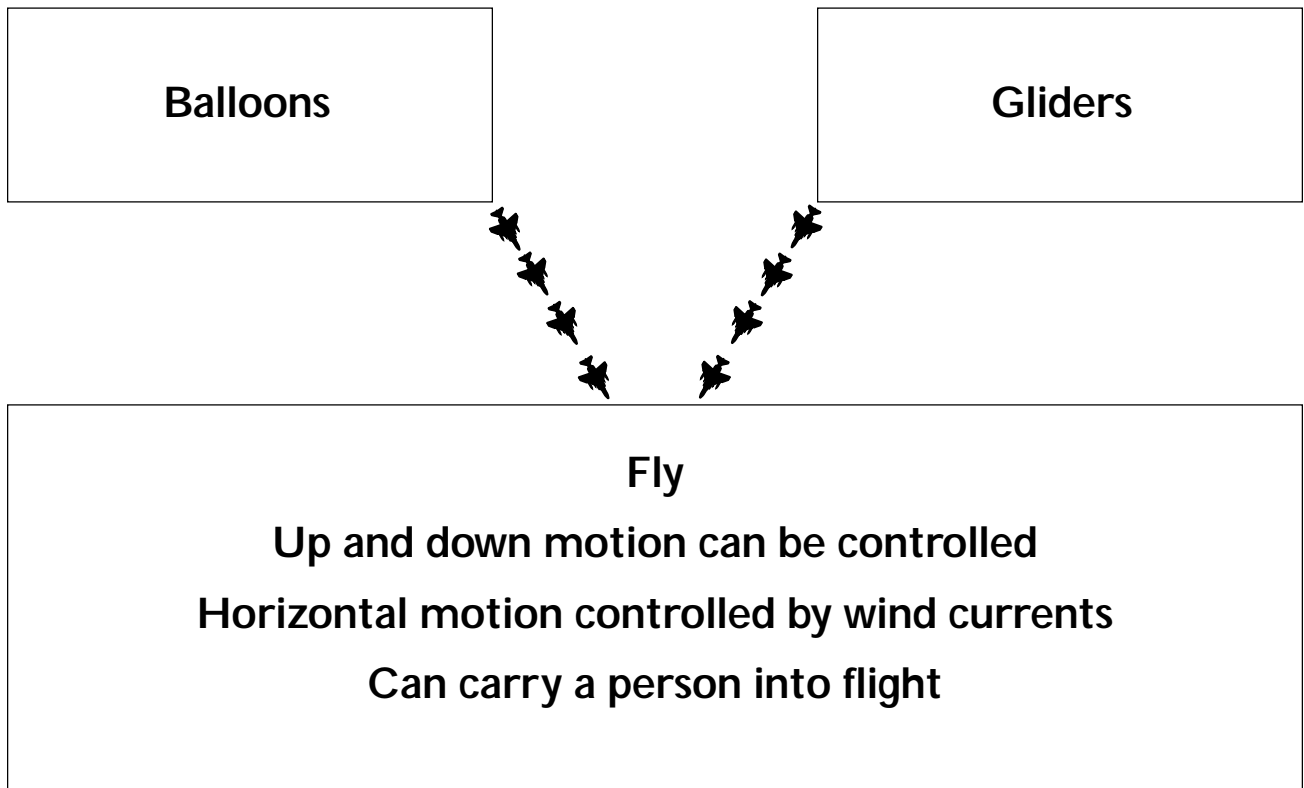 Balloons
Gliders
Fly
Up and down motion can be controlled
Horizontal motion controlled by wind currents
Can carry a person into flight